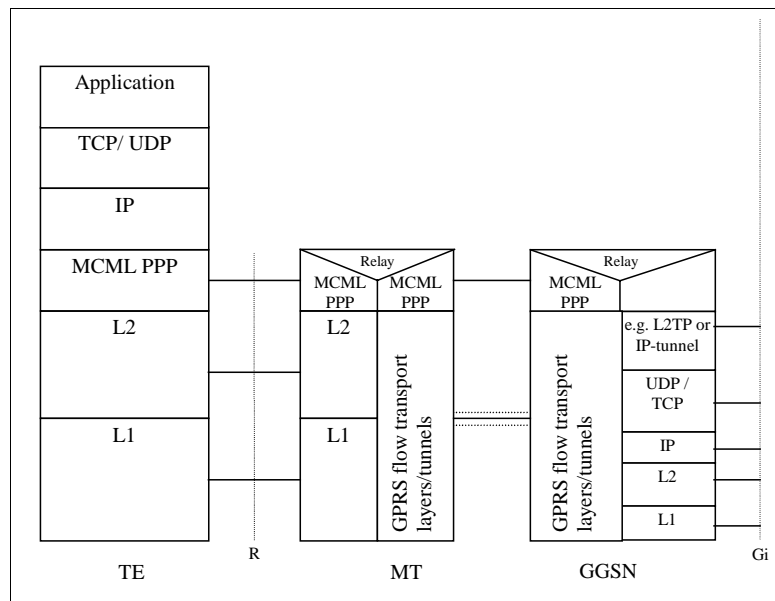 Application
TCP/ UDP
IP
MCML PPP
L2
L1
TE
R
Relay
MCML
PPP
MCML
PPP
L2
L1
GPRS flow transport
layers/tunnels
MT
Relay
MCML
PPP
GPRS flow transport
layers/tunnels
e.g. L2TP or
IP-tunnel
UDP /
TCP
IP
L2
L1
GGSN
Gi